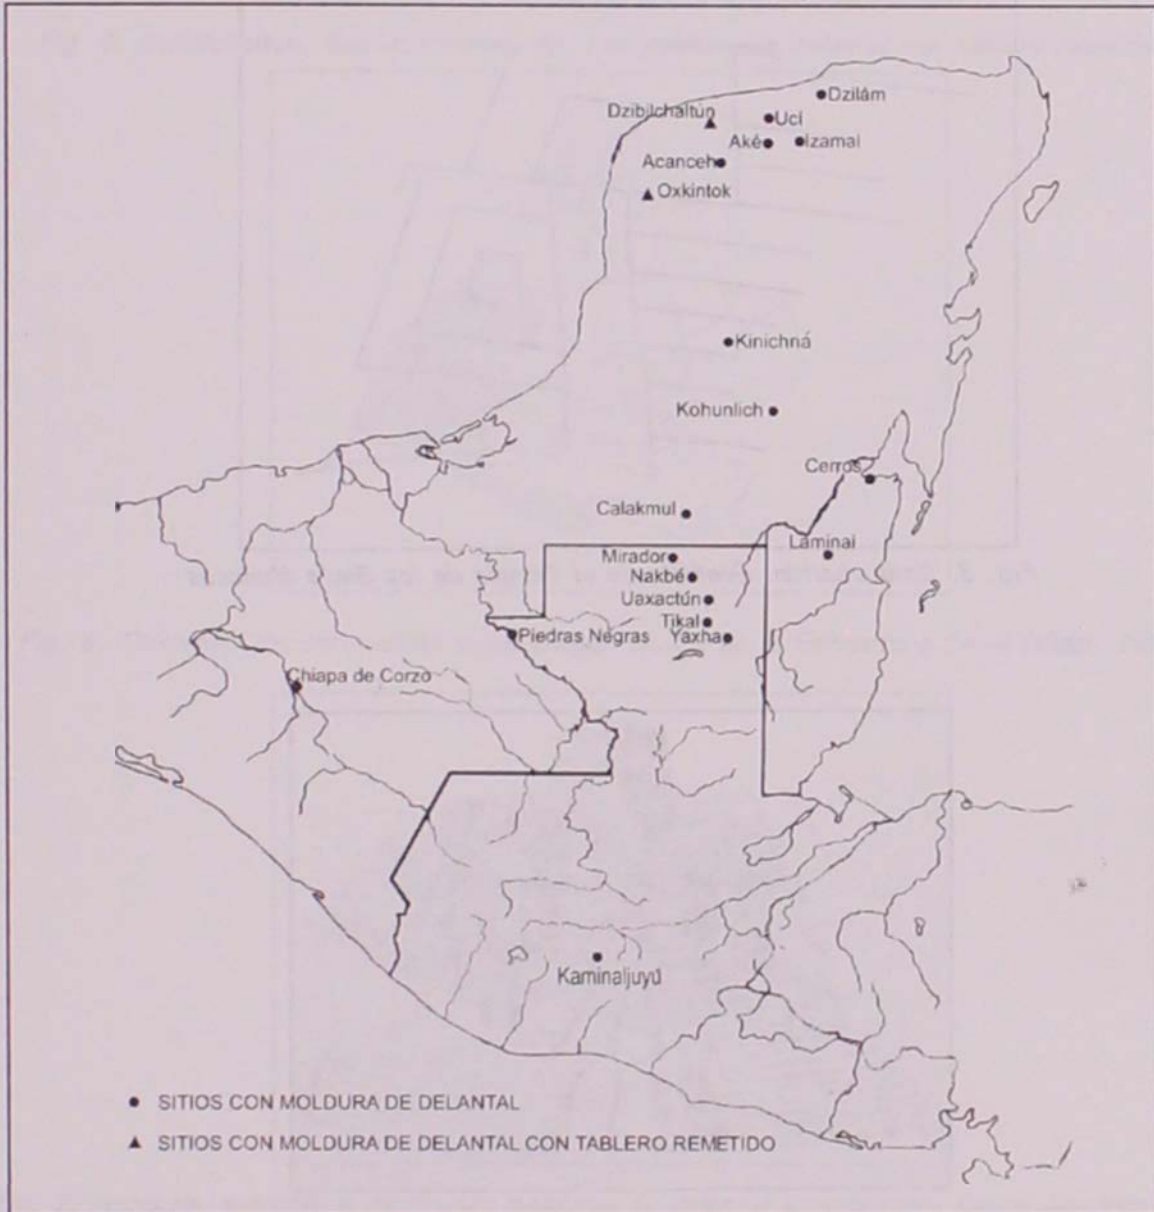 Dzilám
Dzibilchaltún
Ucí
Aké
Izamal
Acanceh
Oxkintok
Kinichná
Kohunlich
Cerros
Calakmul
Laminai
Mirador
Nakbé
Uaxactún
Tikal
Piedras Negras
Yaxha
Chiapa de Corzo
Kaminaljuyú
SITIOS CON MOLDURA DE DELANTAL
SITIOS CON MOLDURA DE DELANTAL CON TABLERO REMETIDO